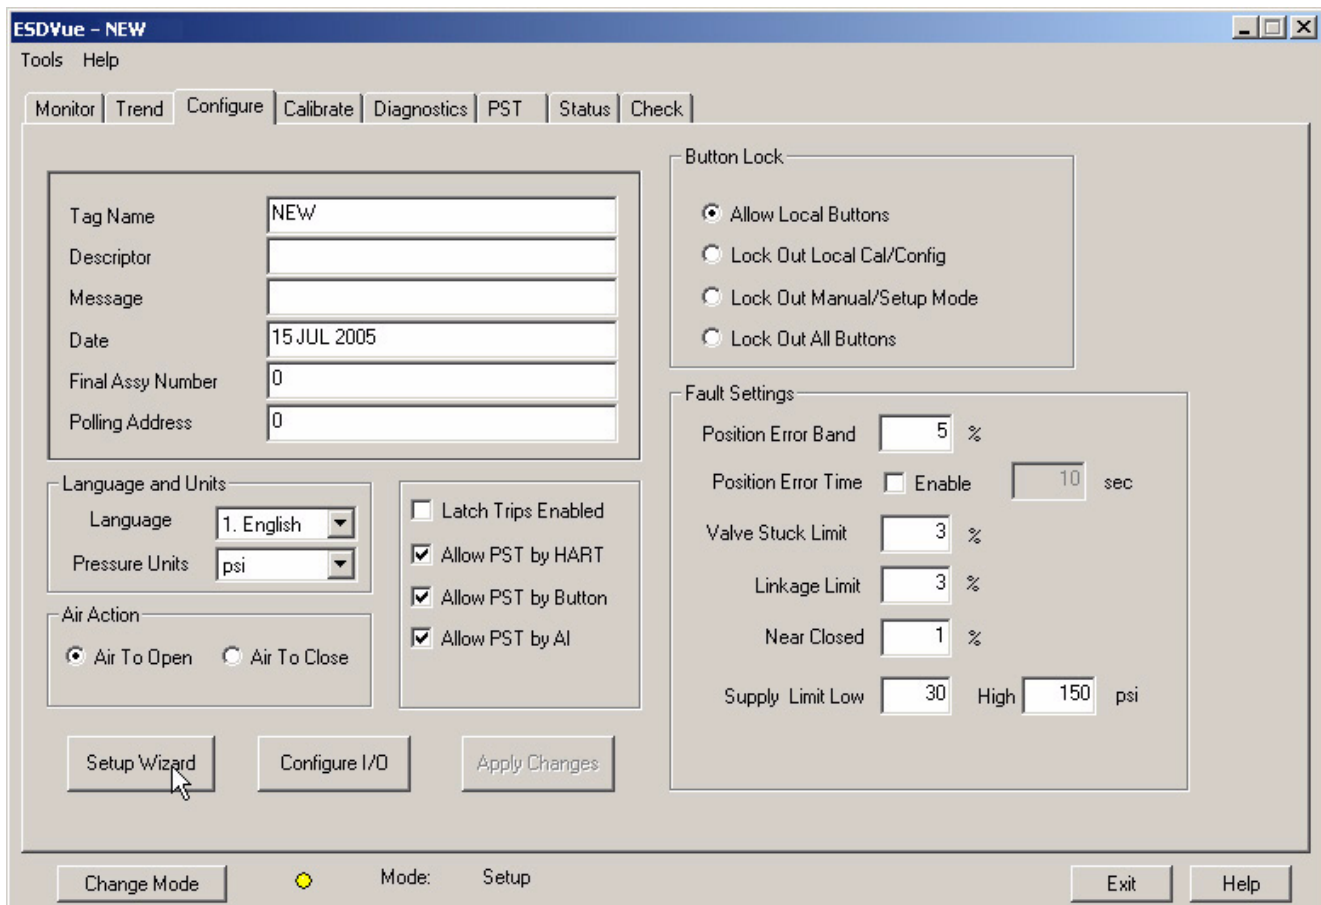 ESDVue - NEW
Tools Help
Monitor Trend Configure Calibrate Diagnostics PST Status Check
Tag Name NEW
Descriptor
Message
Date 15 JUL 2005
Final Assy Number 0
Polling Address 0
Language and Units
Language 1. English
Pressure Units psi
Air Action
Air To Open Air To Close
Latch Trips Enabled
Allow PST by HART
Allow PST by Button
Allow PST by AI
Setup Wizard Configure I/O Apply Changes
Button Lock
Allow Local Buttons
Lock Out Local Cal/Config
Lock Out Manual/Setup Mode
Lock Out All Buttons
Fault Settings
Position Error Band 5 %
Position Error Time Enable 10 sec
Valve Stuck Limit 3 %
Linkage Limit 3 %
Near Closed 1 %
Supply Limit Low 30 High 150 psi
Change Mode Mode: Setup Exit Help